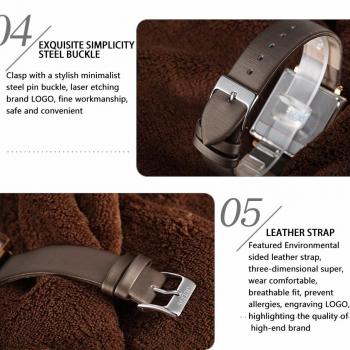 04
EXQUISITE SIMPLICITY
STEEL BUCKLE
Clasp with a stylish minimalist
steel pin buckle, laser etching
brand LOGO, fine workmanship,
safe and convenient
05
LEATHER STRAP
Featured Environmental
sided leather strap,
three-dimensional super,
wear comfortable,
breathable fit, prevent
allergies, engraving LOGO,
highlighting the quality of
high-end brand